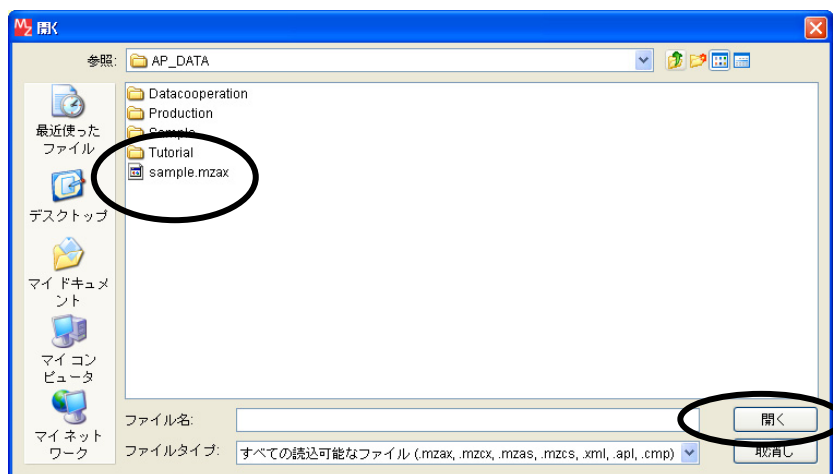 Mz 開く
参照: AP_DATA
Datacooperation
Production
Sample
Tutorial
sample.mzax
最近使った
ファイル
デスクトップ
マイ ドキュメ
ント
マイ コン
ピュータ
マイ ネット
ワーク
ファイル名:
開く
ファイルタイプ: すべての読込可能なファイル (.mzax, .mzcx, .mzas, .mzcs, .xml, .apl, .cmp)
取消し